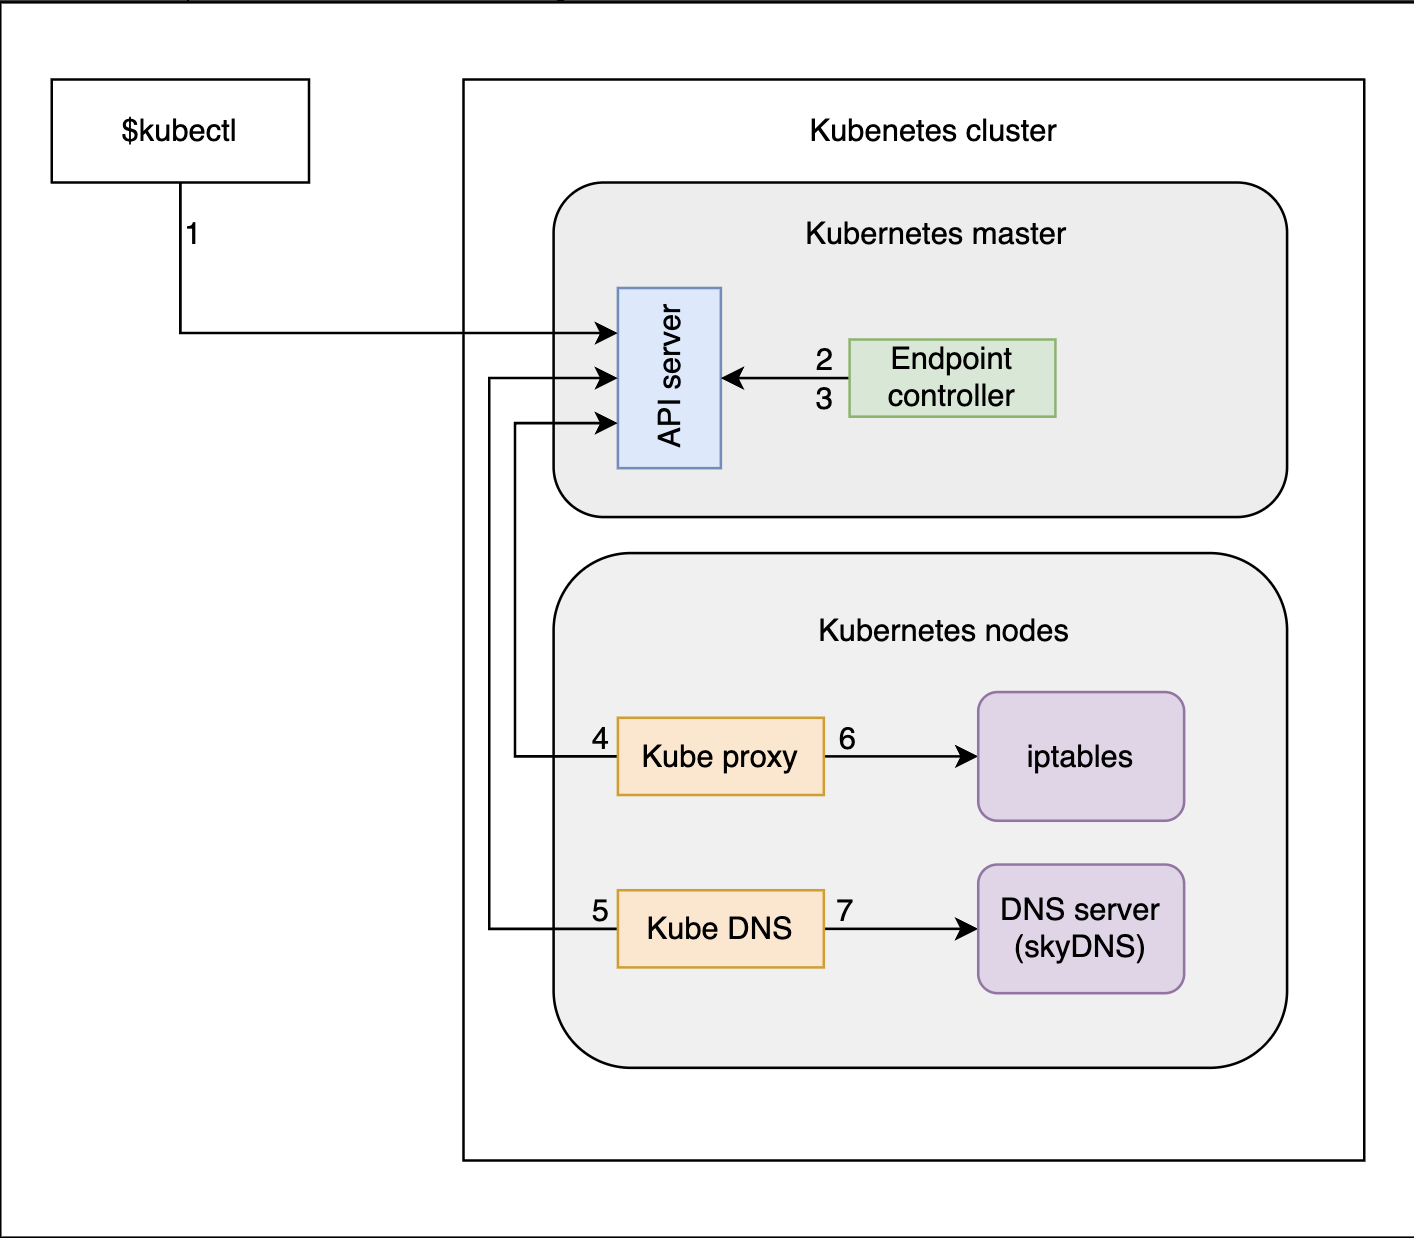 $kubectl
1
Kubenetes cluster
Kubernetes master
API server
2
3
Endpoint
controller
Kubernetes nodes
4
Kube proxy
6
iptables
5
Kube DNS
7
DNS server
(skyDNS)